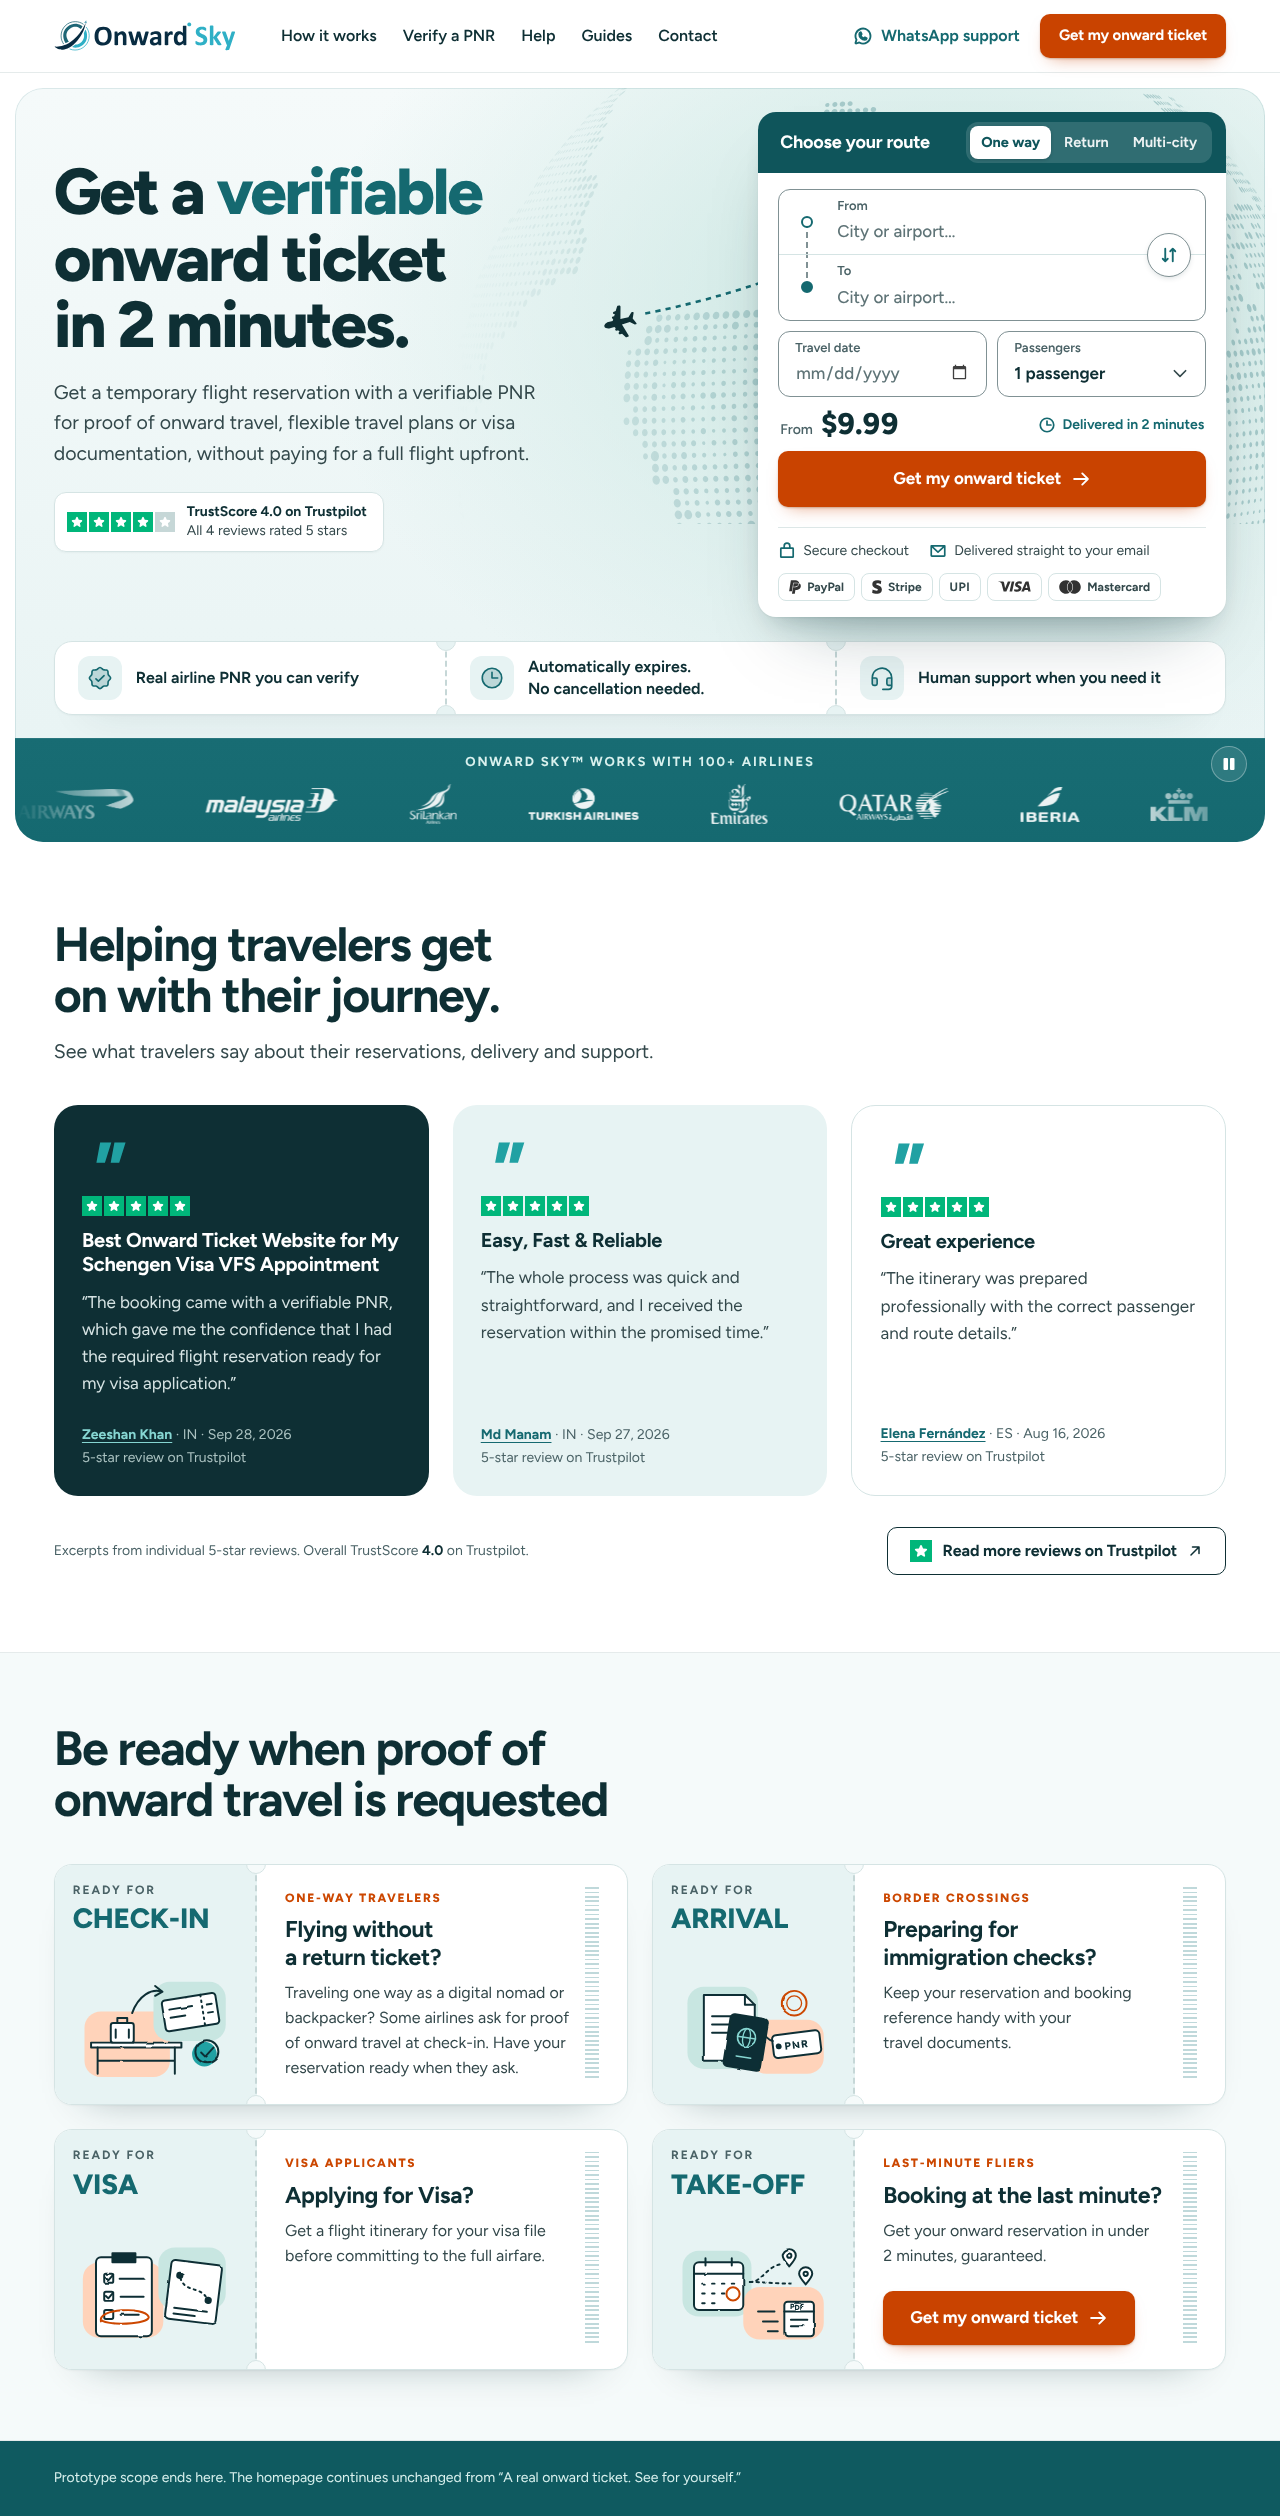 Onward Sky
How it works
Verify a PNR
Help
Guides
Contact
WhatsApp support
Get my onward ticket
Get a verifiable
onward ticket
in 2 minutes.
Get a temporary flight reservation with a verifiable PNR
for proof of onward travel, flexible travel plans or visa
documentation, without paying for a full flight upfront.
TrustScore 4.0 on Trustpilot
All 4 reviews rated 5 stars
Choose your route
One way
Return
Multi-city
From
City or airport...
To
City or airport...
Travel date
mm/dd/yyyy
Passengers
1 passenger
From $9.99
Delivered in 2 minutes
Get my onward ticket
Secure checkout
Delivered straight to your email
PayPal
Stripe
UPI
VISA
Mastercard
Real airline PNR you can verify
Automatically expires.
No cancellation needed.
Human support when you need it
ONWARD SKY™ WORKS WITH 100+ AIRLINES
AIRWAYS
malaysia
airlines
SriLankan
Airlines
TURKISH AIRLINES
Emirates
QATAR
AIRWAYS القطرية
IBERIA
KLM
Helping travelers get
on with their journey.
See what travelers say about their reservations, delivery and support.
Best Onward Ticket Website for My
Schengen Visa VFS Appointment
“The booking came with a verifiable PNR,
which gave me the confidence that I had
the required flight reservation ready for
my visa application.”
Zeeshan Khan · IN · Sep 28, 2026
5-star review on Trustpilot
Easy, Fast & Reliable
“The whole process was quick and
straightforward, and I received the
reservation within the promised time.”
Md Manam · IN · Sep 27, 2026
5-star review on Trustpilot
Great experience
“The itinerary was prepared
professionally with the correct passenger
and route details.”
Elena Fernández · ES · Aug 16, 2026
5-star review on Trustpilot
Excerpts from individual 5-star reviews. Overall TrustScore 4.0 on Trustpilot.
Read more reviews on Trustpilot
Be ready when proof of
onward travel is requested
READY FOR
CHECK-IN
ONE-WAY TRAVELERS
Flying without
a return ticket?
Traveling one way as a digital nomad or
backpacker? Some airlines ask for proof
of onward travel at check-in. Have your
reservation ready when they ask.
READY FOR
ARRIVAL
PNR
BORDER CROSSINGS
Preparing for
immigration checks?
Keep your reservation and booking
reference handy with your
travel documents.
READY FOR
VISA
VISA APPLICANTS
Applying for Visa?
Get a flight itinerary for your visa file
before committing to the full airfare.
READY FOR
TAKE-OFF
PDF
LAST-MINUTE FLIERS
Booking at the last minute?
Get your onward reservation in under
2 minutes, guaranteed.
Get my onward ticket
Prototype scope ends here. The homepage continues unchanged from “A real onward ticket. See for yourself.”